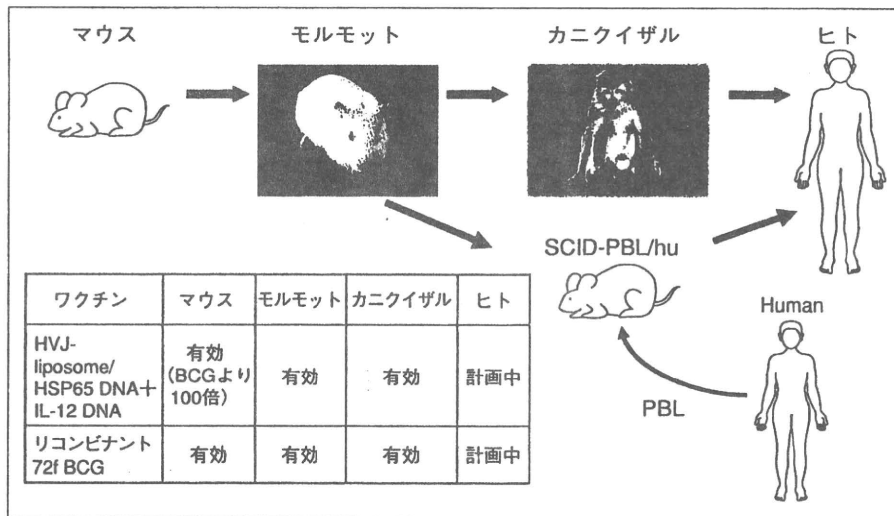 マウス
モルモット
カニクイザル
ヒト
SCID-PBL/hu
Human
PBL
ワクチン
マウス
モルモット
カニクイザル
ヒト
HVJ-
liposome/
HSP65 DNA＋
IL-12 DNA
有効
（BCGより
100倍）
有効
有効
計画中
リコンビナント
72f BCG
有効
有効
有効
計画中